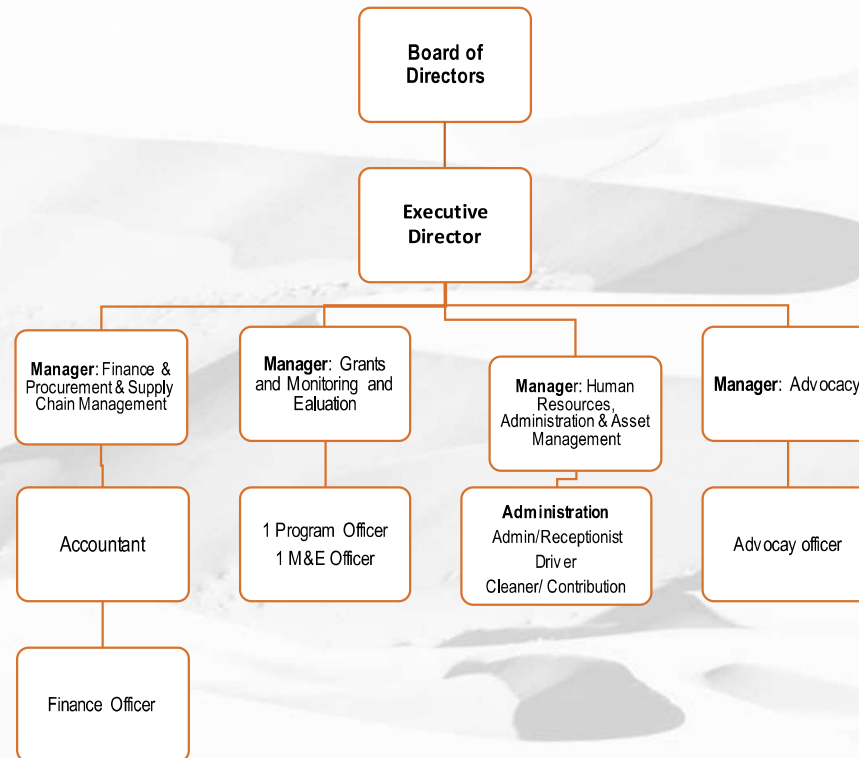 Board of
Directors
Executive
Director
Manager: Finance &
Procurement & Supply
Chain Management
Manager: Grants
and Monitoring and
Ealuation
Manager: Human
Resources,
Administration & Asset
Management
Manager: Advocacy
Accountant
1 Program Officer
1 M&E Officer
Administration
Admin/Receptionist
Driver
Cleaner/ Contribution
Advocay officer
Finance Officer